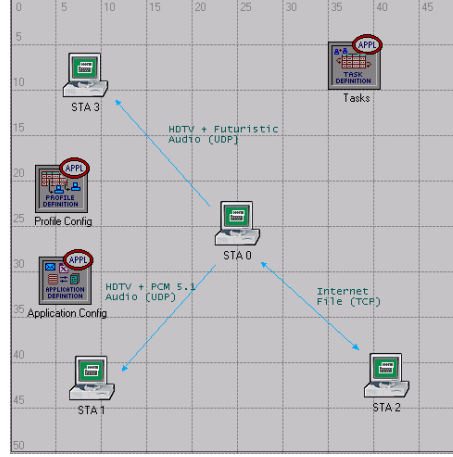 0 5 10 15 20 25 30 35 40 45
5
APPL
TASK
DEFINITION
Tasks
10
STA 3
15
HDTV + Futuristic
Audio (UDP)
20
APPL
PROFILE
DEFINITION
Profile Config
25
STA 0
30
APPL
APPLICATION
DEFINITION
Application Config
HDTV + PCM 5.1
Audio (UDP)
Internet
File (TCP)
35
40
STA 1
STA 2
45
50